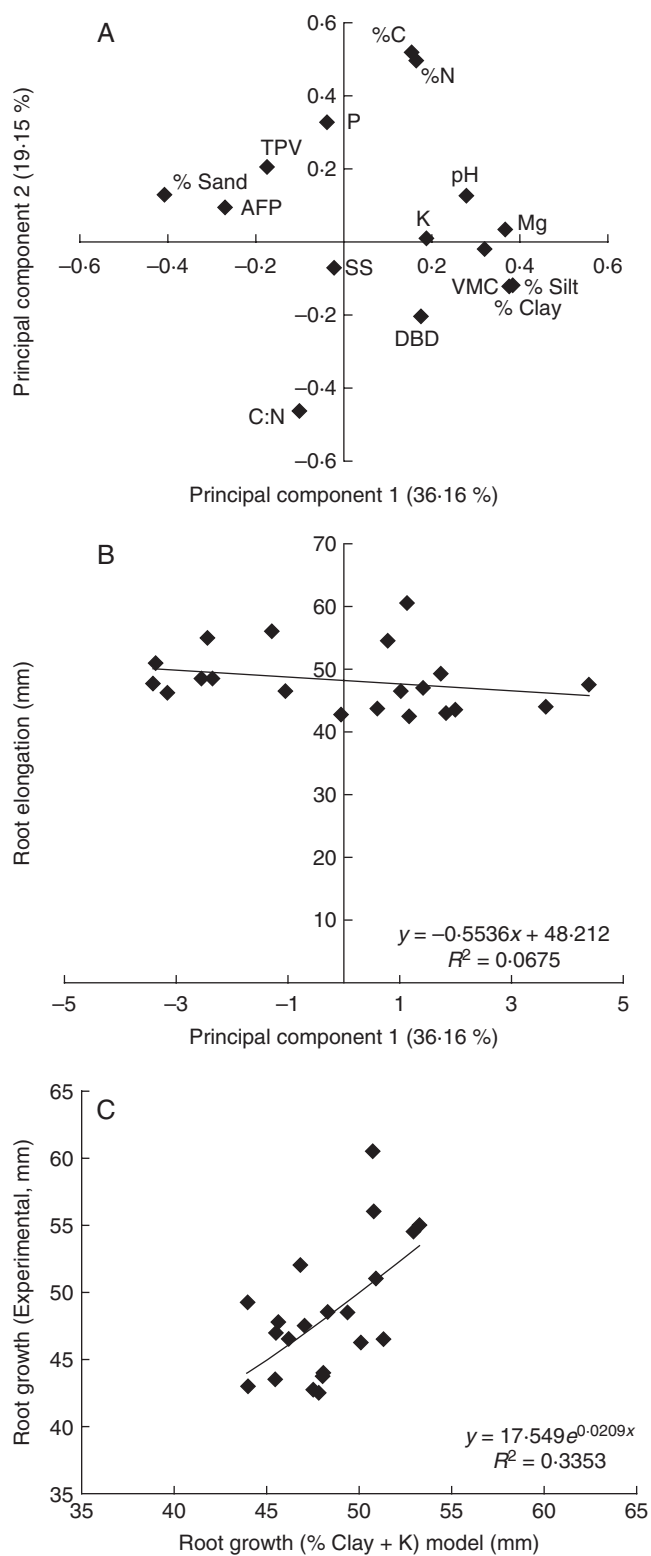 A
Principal component 2 (19·15 %)
0·6
0·4
0·2
–0·2
–0·4
–0·6
–0·6
–0·4
–0·2
0·2
0·4
0·6
%C
%N
P
TPV
% Sand
AFP
pH
K
Mg
SS
VMC
% Silt
% Clay
DBD
C:N
Principal component 1 (36·16 %)
B
Root elongation (mm)
70
60
50
40
30
20
10
y = –0·5536x + 48·212
R² = 0·0675
–5
–3
–1
1
3
5
Principal component 1 (36·16 %)
C
Root growth (Experimental, mm)
65
60
55
50
45
40
35
y = 17·549e^0·0209x
R² = 0·3353
35
40
45
50
55
60
65
Root growth (% Clay + K) model (mm)